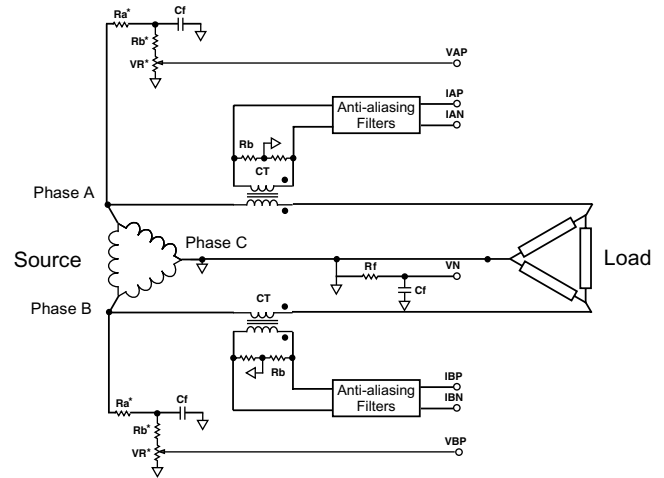 Ra* Cf
Rb*
VR*
VAP
IAP
IAN
Anti-aliasing
Filters
Rb
CT
Phase A
Phase C
Source
Load
Rf
VN
Cf
Phase B
CT
Rb
IBP
IBN
Anti-aliasing
Filters
Ra* Cf
Rb*
VR*
VBP